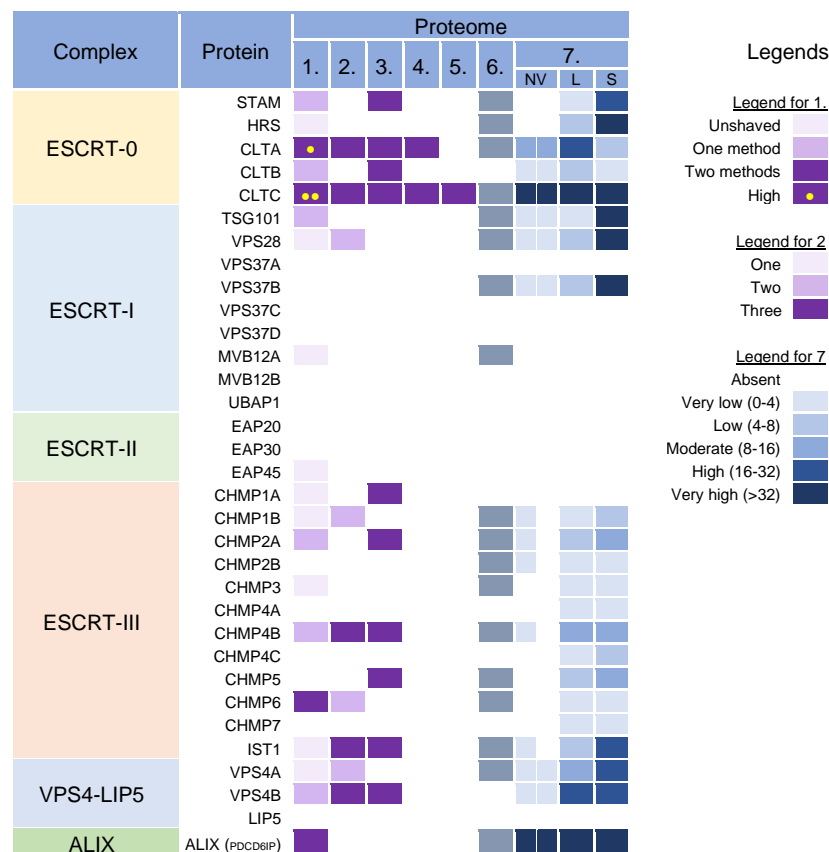 Proteome
Complex Protein Legends
1. 2. 3. 4. 5. 6. 7.
NV L S
STAM Legend for 1.
HRS Unshaved
ESCRT-0 CLTA One method
CLTB Two methods
CLTC High
TSG101
VPS28 Legend for 2
VPS37A One
VPS37B Two
ESCRT-I VPS37C Three
VPS37D
MVB12A Legend for 7
MVB12B Absent
UBAP1 Very low (0-4)
EAP20 Low (4-8)
ESCRT-II EAP30 Moderate (8-16)
EAP45 High (16-32)
CHMP1A Very high (>32)
CHMP1B
CHMP2A
CHMP2B
CHMP3
CHMP4A
ESCRT-III CHMP4B
CHMP4C
CHMP5
CHMP6
CHMP7
IST1
VPS4A
VPS4-LIP5 VPS4B
LIP5
ALIX ALIX (PDCD6IP)